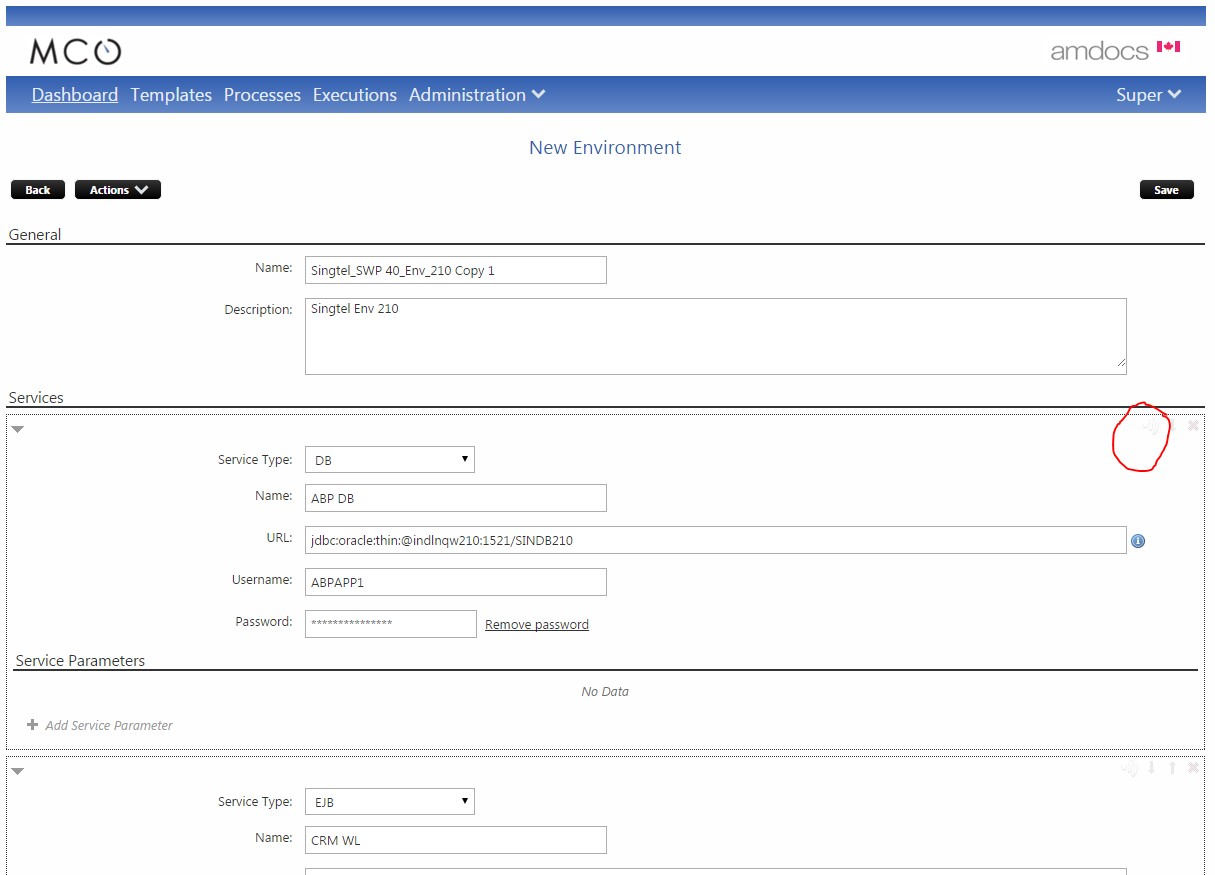 MCO
amdocs
Dashboard Templates Processes Executions Administration Super
New Environment
Back Actions Save
General
Name: Singtel_SWP 40_Env_210 Copy 1
Description: Singtel Env 210
Services
Service Type: DB
Name: ABP DB
URL: jdbc:oracle:thin:@indlnqw210:1521/SINDB210
Username: ABPAPP1
Password: *************** Remove password
Service Parameters
No Data
Add Service Parameter
Service Type: EJB
Name: CRM WL